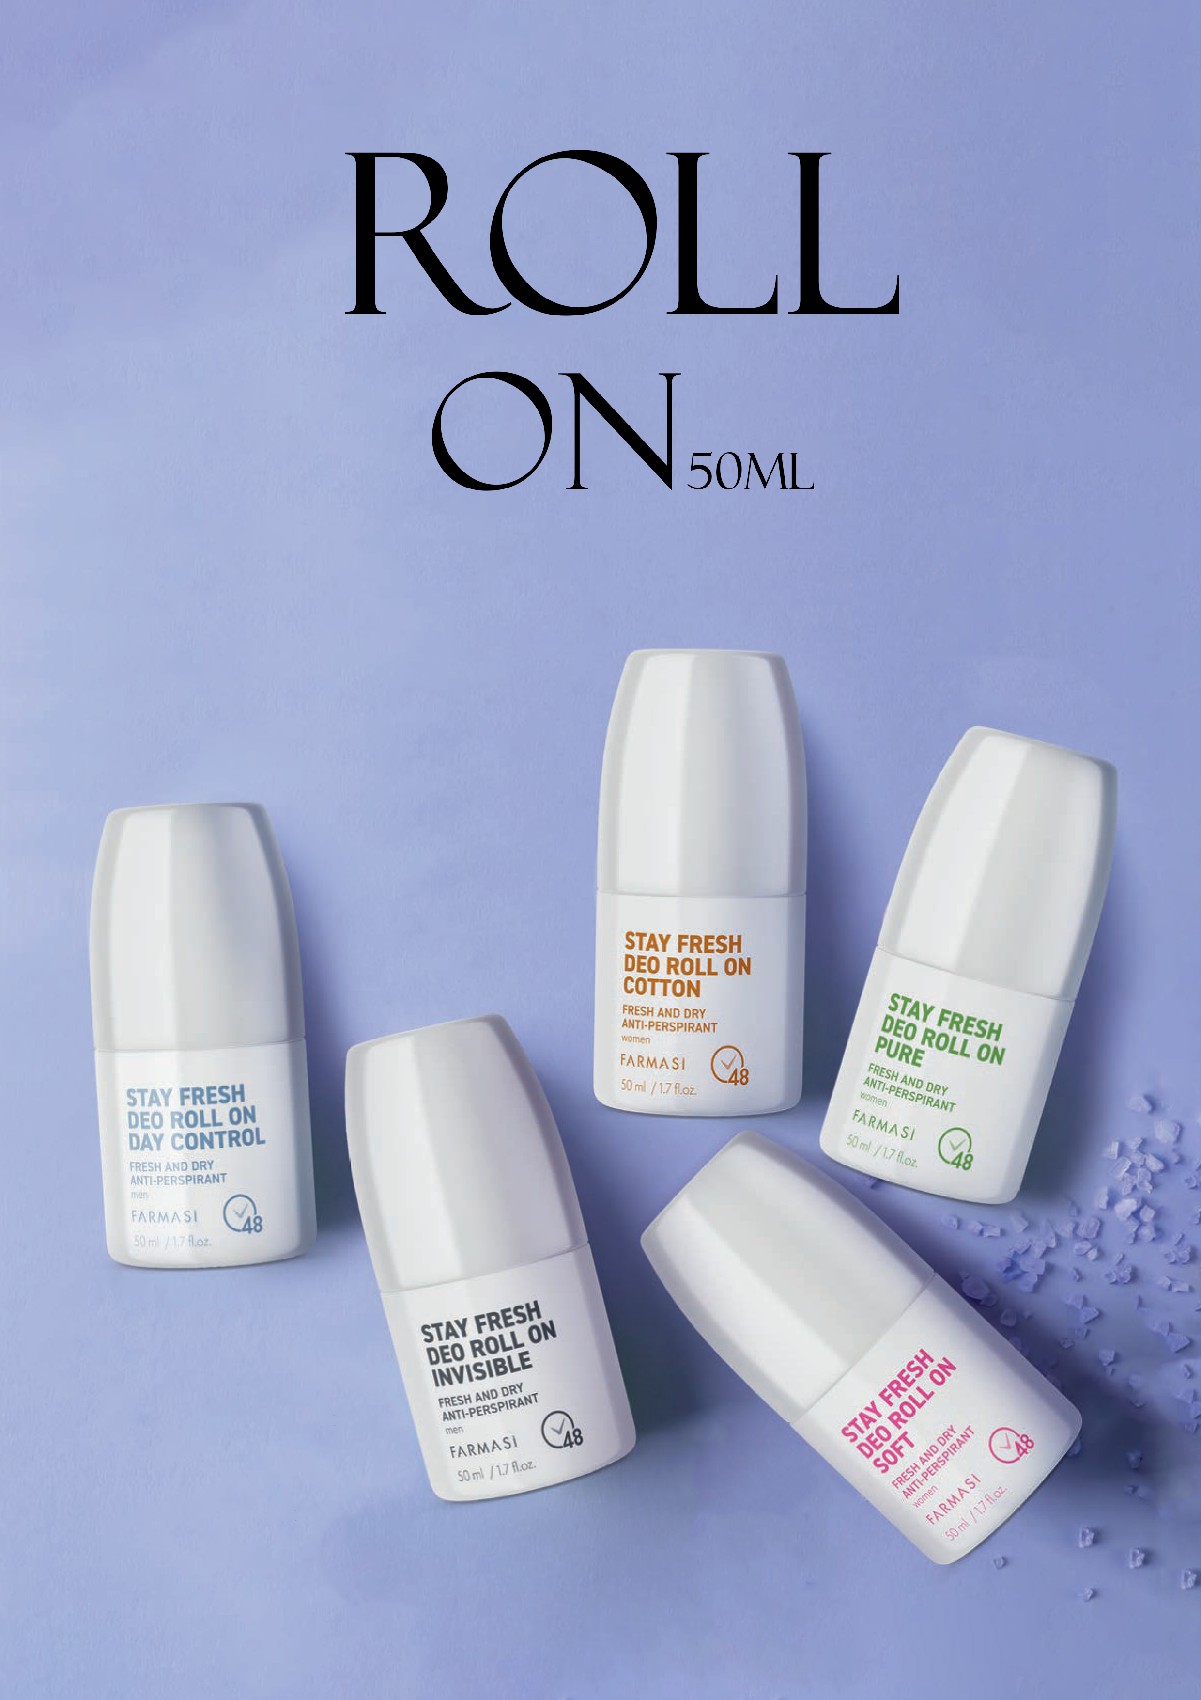 ROLL
ON 50ML
STAY FRESH
DEO ROLL ON
COTTON
FRESH AND DRY
ANTI-PERSPIRANT
women
FARMASI
48
50 ml / 1.7 fl.oz.
STAY FRESH
DEO ROLL ON
PURE
FRESH AND DRY
ANTI-PERSPIRANT
women
FARMASI
48
50 ml / 1.7 fl.oz.
STAY FRESH
DEO ROLL ON
DAY CONTROL
FRESH AND DRY
ANTI-PERSPIRANT
men
FARMASI
48
50 ml / 1.7 fl.oz.
STAY FRESH
DEO ROLL ON
INVISIBLE
FRESH AND DRY
ANTI-PERSPIRANT
men
FARMASI
48
50 ml / 1.7 fl.oz.
STAY FRESH
DEO ROLL ON
SOFT
FRESH AND DRY
ANTI-PERSPIRANT
women
FARMASI
48
50 ml / 1.7 fl.oz.